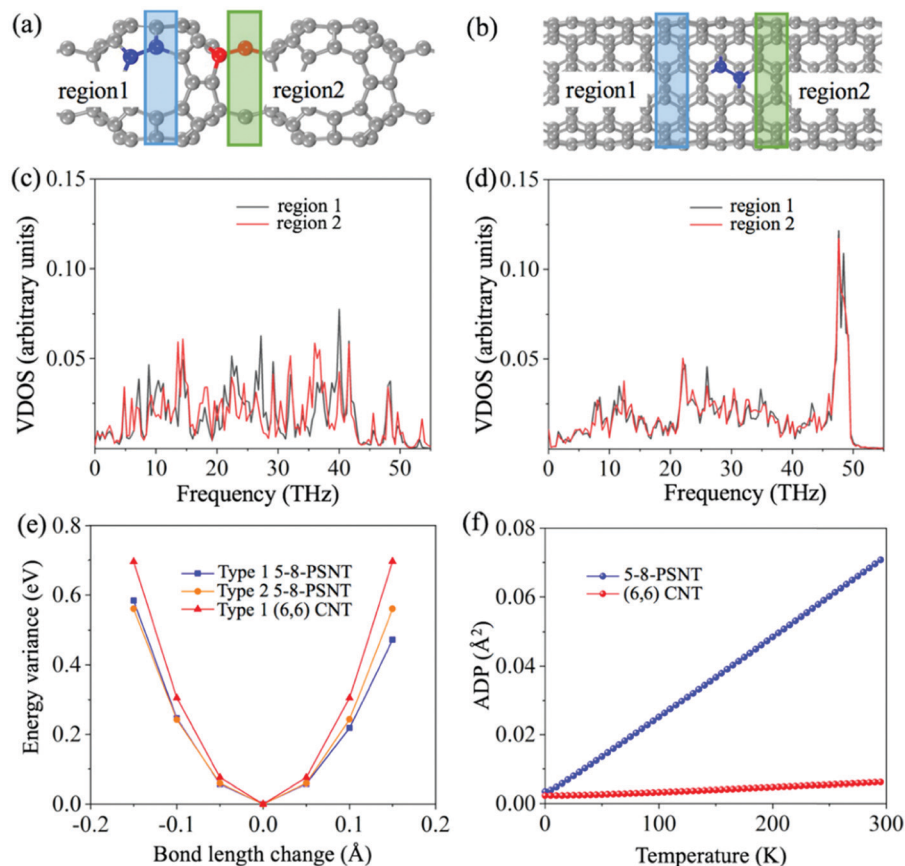 (a)
region1
region2
(b)
region1
region2
(c)
0.15
0.10
0.05
VDOS (arbitrary units)
region 1
region 2
0 10 20 30 40 50
Frequency (THz)
(d)
0.15
0.10
0.05
VDOS (arbitrary units)
region 1
region 2
0 10 20 30 40 50
Frequency (THz)
(e)
0.8
0.6
0.4
0.2
0.0
Energy variance (eV)
Type 1 5-8-PSNT
Type 2 5-8-PSNT
Type 1 (6,6) CNT
-0.2 -0.1 0.0 0.1 0.2
Bond length change (Å)
(f)
0.08
0.06
0.04
0.02
0.00
ADP (Å²)
5-8-PSNT
(6,6) CNT
0 100 200 300
Temperature (K)